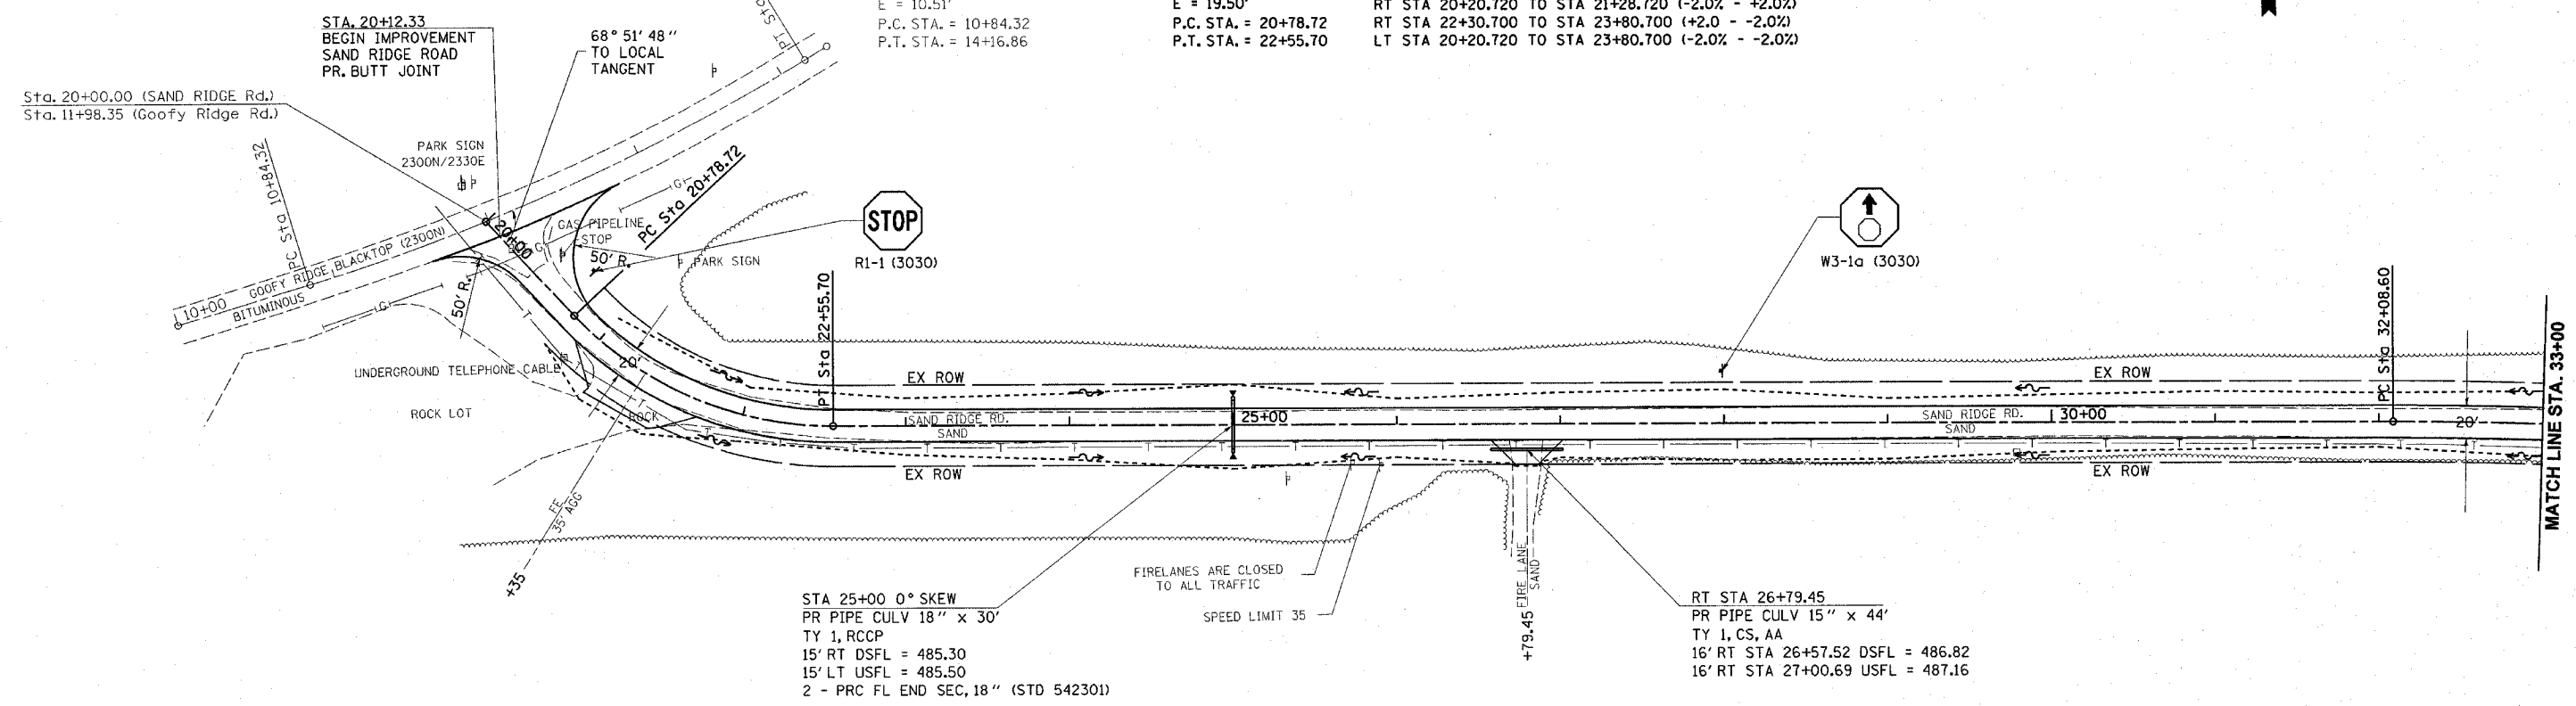 E = 10.51'
P.C. STA. = 10+84.32
P.T. STA. = 14+16.86
E = 19.50'
P.C. STA. = 20+78.72
P.T. STA. = 22+55.70
RT STA 20+20.720 TO STA 21+28.720 (-2.0% - +2.0%)
RT STA 22+30.700 TO STA 23+80.700 (+2.0 - -2.0%)
LT STA 20+20.720 TO STA 23+80.700 (-2.0% - -2.0%)
STA. 20+12.33
BEGIN IMPROVEMENT
SAND RIDGE ROAD
PR. BUTT JOINT
68° 51' 48"
TO LOCAL
TANGENT
PT Sta
Sta. 20+00.00 (SAND RIDGE Rd.)
Sta. 11+98.35 (Goofy Ridge Rd.)
PARK SIGN
2300N/2330E
PC Sta 10+84.32
PC Sta 20+78.72
GAS PIPELINE
STOP
50' R.
PARK SIGN
20+00
STOP
R1-1 (3030)
W3-1a (3030)
10+00
GOOFY RIDGE BLACKTOP (2300N)
BITUMINOUS
G
G
G
50' R.
UNDERGROUND TELEPHONE CABLE
ROCK LOT
ROCK
20'
FE
35' AGG
+35
PT Sta 22+55.70
EX ROW
SAND RIDGE RD.
SAND
25+00
EX ROW
EX ROW
SAND RIDGE RD.
SAND
30+00
EX ROW
PC Sta 32+08.60
20'
MATCH LINE STA. 33+00
FIRELANES ARE CLOSED
TO ALL TRAFFIC
SPEED LIMIT 35
FIRE LANE
SAND
+79.45
STA 25+00 0° SKEW
PR PIPE CULV 18" x 30'
TY 1, RCCP
15' RT DSFL = 485.30
15' LT USFL = 485.50
2 - PRC FL END SEC, 18" (STD 542301)
RT STA 26+79.45
PR PIPE CULV 15" x 44'
TY 1, CS, AA
16' RT STA 26+57.52 DSFL = 486.82
16' RT STA 27+00.69 USFL = 487.16